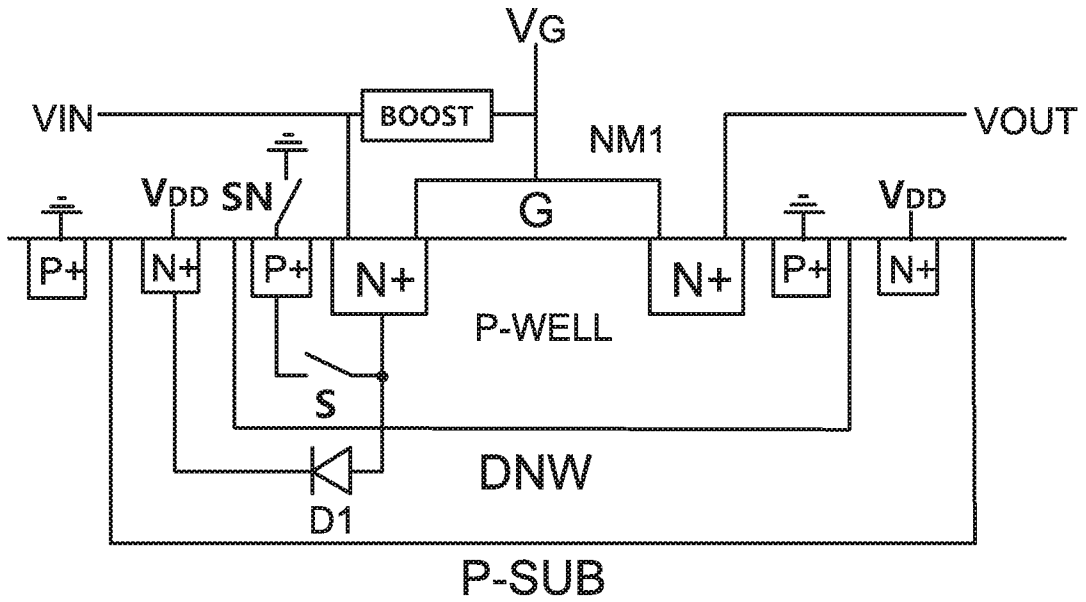 VG
VIN
BOOST
VOUT
NM1
VDD
SN
G
VDD
P+
N+
P+
N+
N+
P+
N+
P-WELL
S
DNW
D1
P-SUB